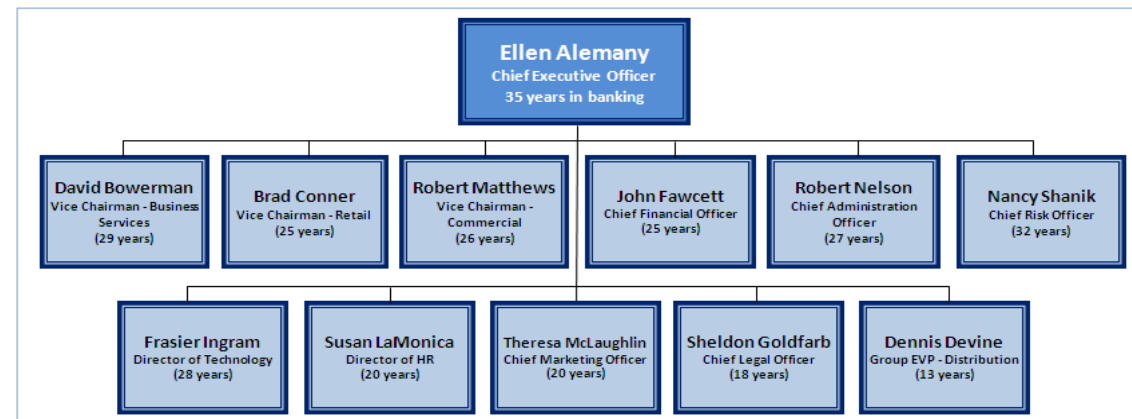 Ellen Alemany
Chief Executive Officer
35 years in banking
David Bowerman
Vice Chairman - Business
Services
(29 years)
Brad Conner
Vice Chairman - Retail
(25 years)
Robert Matthews
Vice Chairman -
Commercial
(26 years)
John Fawcett
Chief Financial Officer
(25 years)
Robert Nelson
Chief Administration
Officer
(27 years)
Nancy Shanik
Chief Risk Officer
(32 years)
Frasier Ingram
Director of Technology
(28 years)
Susan LaMonica
Director of HR
(20 years)
Theresa McLaughlin
Chief Marketing Officer
(20 years)
Sheldon Goldfarb
Chief Legal Officer
(18 years)
Dennis Devine
Group EVP - Distribution
(13 years)